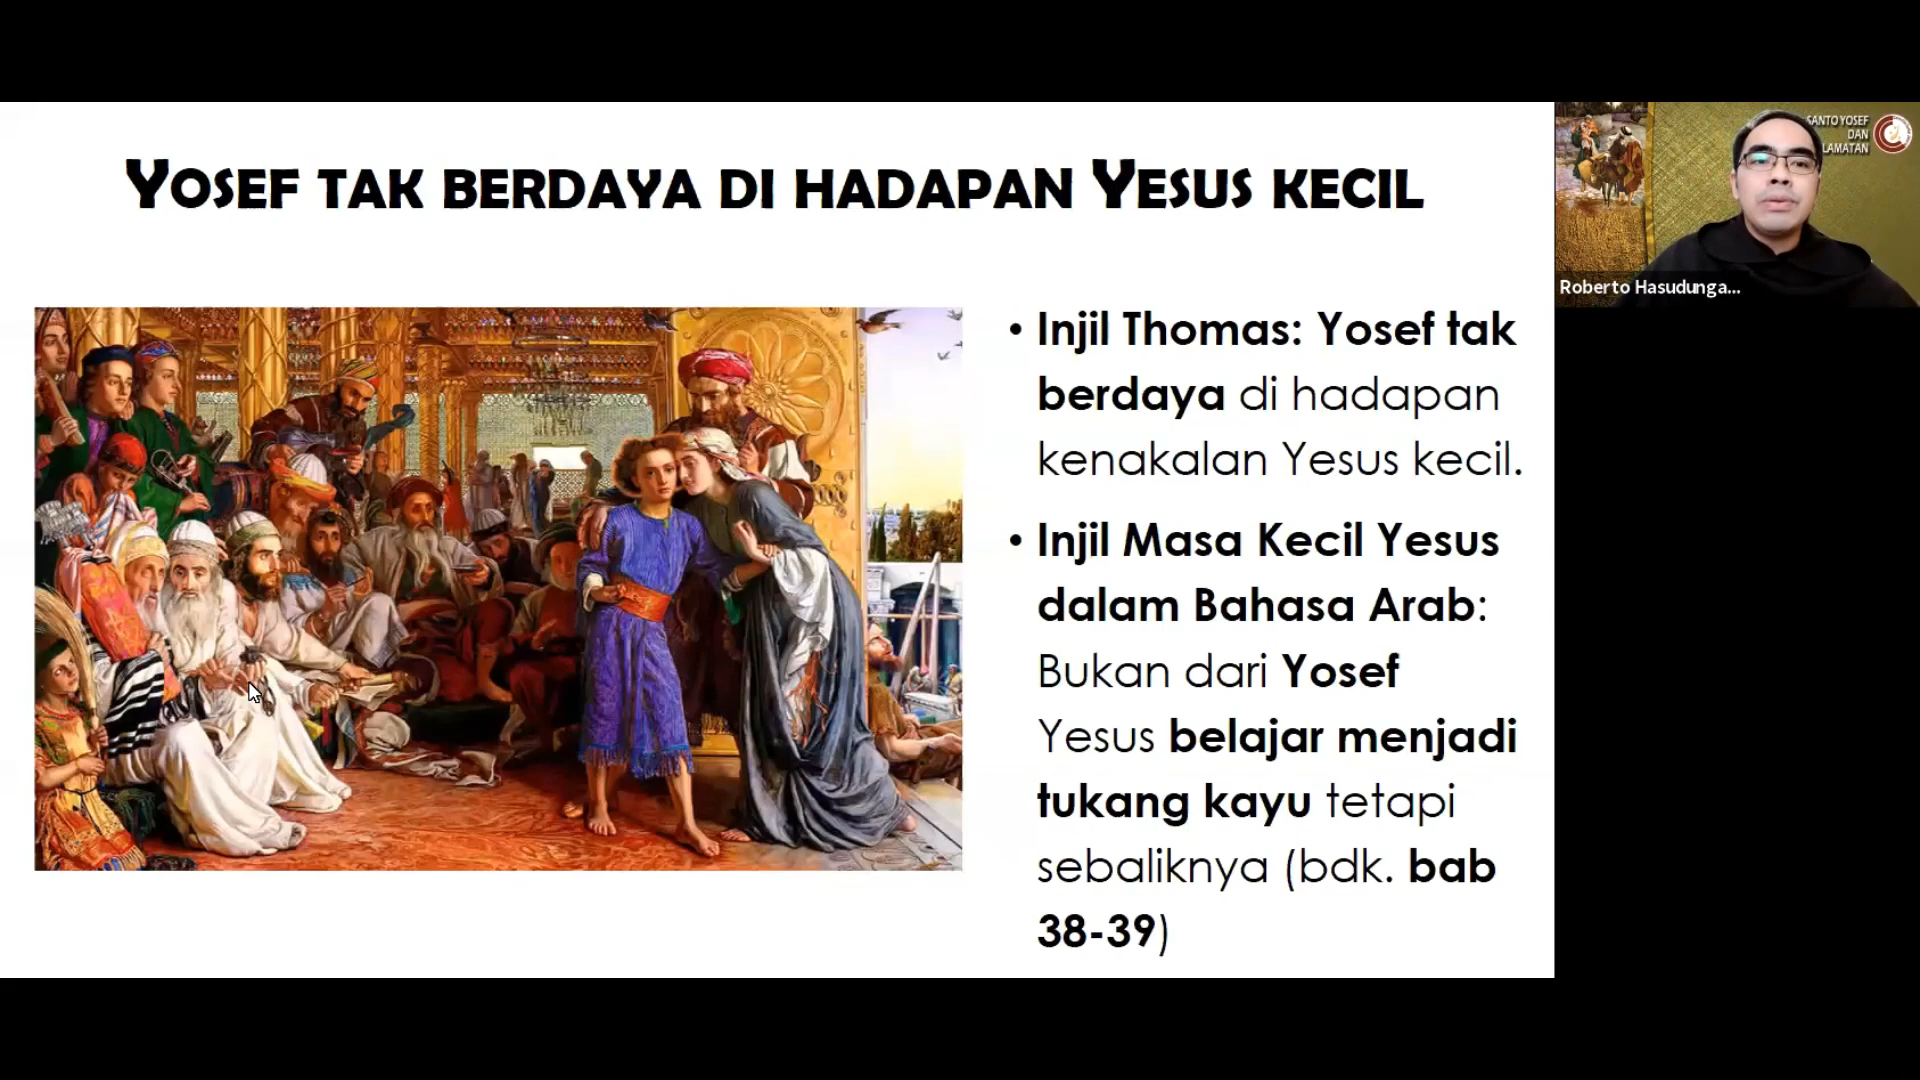 YOSEF TAK BERDAYA DI HADAPAN YESUS KECIL
• Injil Thomas: Yosef tak
berdaya di hadapan
kenakalan Yesus kecil.
• Injil Masa Kecil Yesus
dalam Bahasa Arab:
Bukan dari Yosef
Yesus belajar menjadi
tukang kayu tetapi
sebaliknya (bdk. bab
38-39)
SANTO YOSEF
DAN
LAMATAN
Roberto Hasudunga...